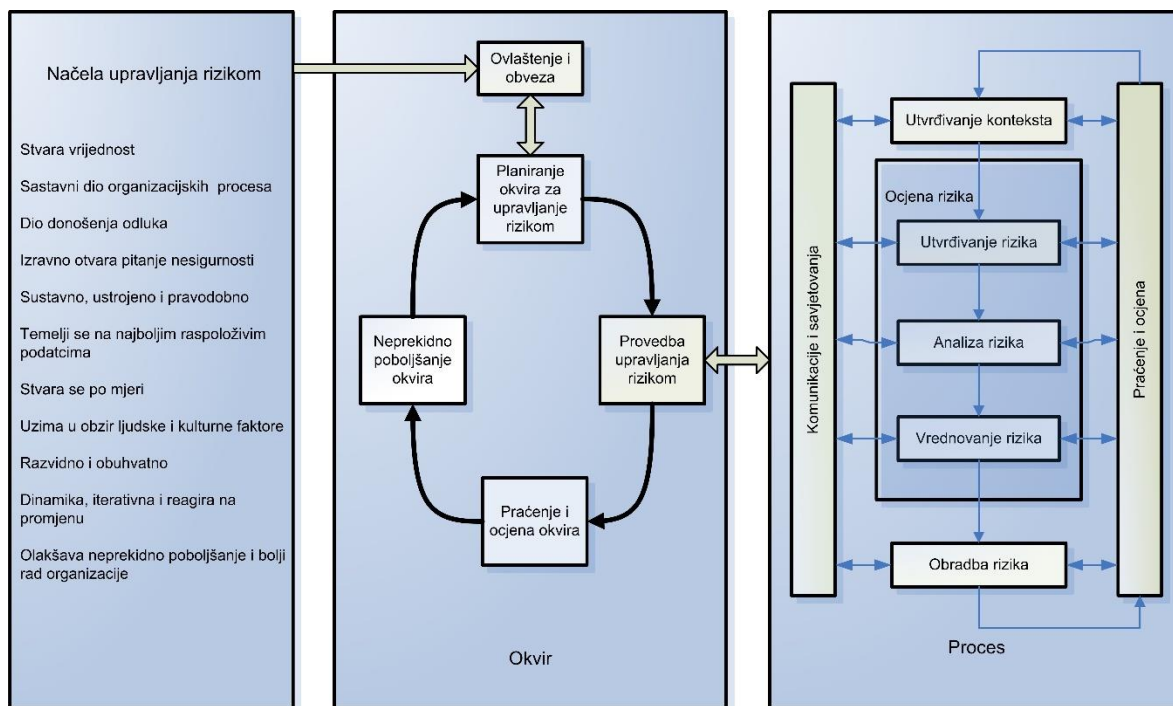 Načela upravljanja rizikom
Stvara vrijednost
Sastavni dio organizacijskih procesa
Dio donošenja odluka
Izravno otvara pitanje nesigurnosti
Sustavno, ustrojeno i pravodobno
Temelji se na najboljim raspoloživim
podatcima
Stvara se po mjeri
Uzima u obzir ljudske i kulturne faktore
Razvidno i obuhvatno
Dinamika, iterativna i reagira na
promjenu
Olakšava neprekidno poboljšanje i bolji
rad organizacije
Ovlaštenje i
obveza
Planiranje
okvira za
upravljanje
rizikom
Neprekidno
poboljšanje
okvira
Provedba
upravljanja
rizikom
Praćenje i
ocjena okvira
Okvir
Komunikacije i savjetovanja
Utvrđivanje konteksta
Ocjena rizika
Utvrđivanje rizika
Analiza rizika
Vrednovanje rizika
Obradba rizika
Praćenje i ocjena
Proces